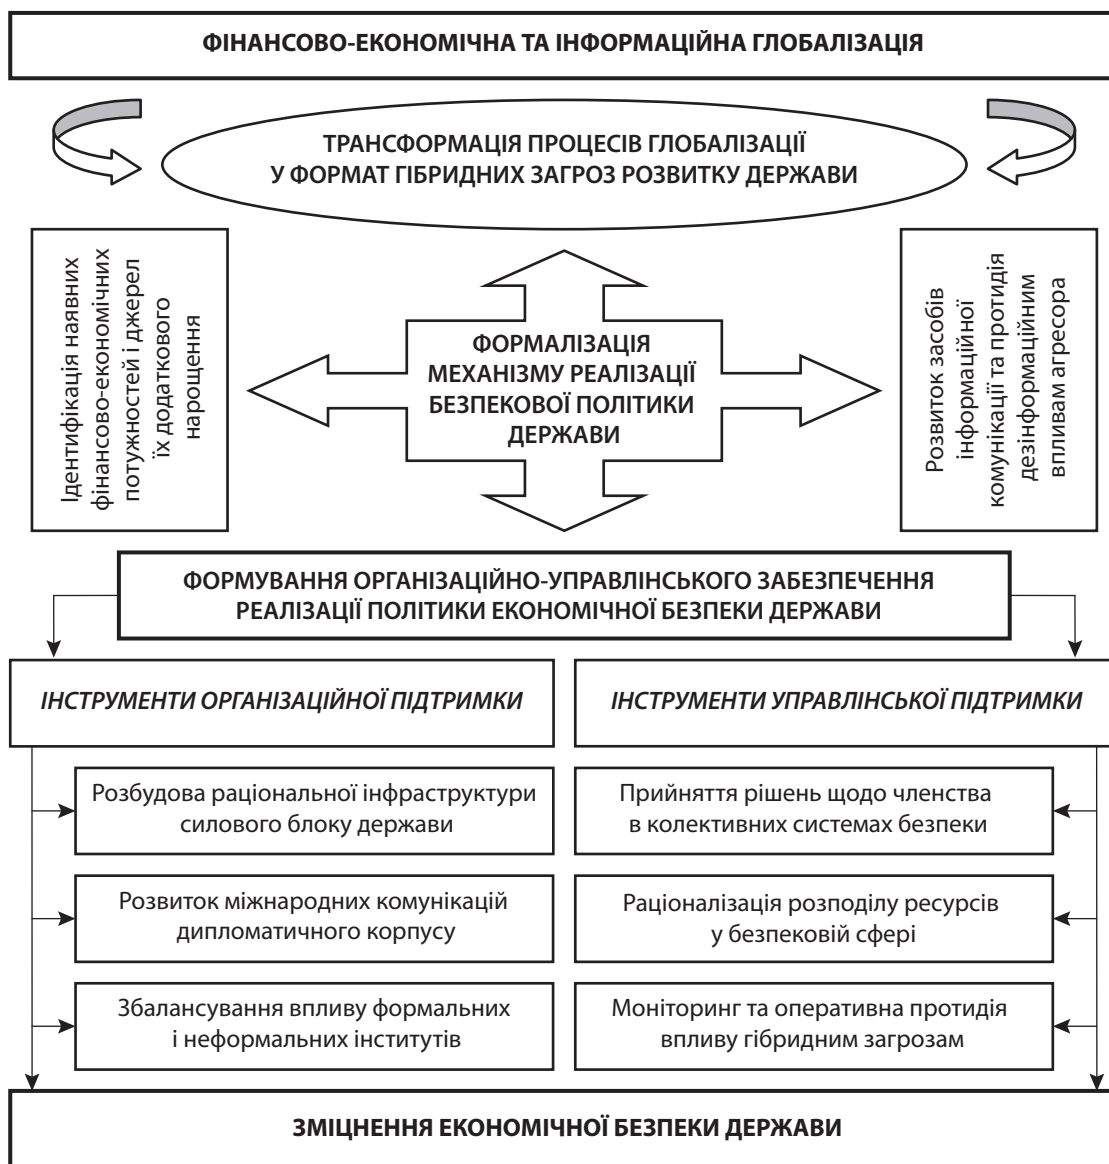 ФІНАНСОВО-ЕКОНОМІЧНА ТА ІНФОРМАЦІЙНА ГЛОБАЛІЗАЦІЯ
ТРАНСФОРМАЦІЯ ПРОЦЕСІВ ГЛОБАЛІЗАЦІЇ
У ФОРМАТ ГІБРИДНИХ ЗАГРОЗ РОЗВИТКУ ДЕРЖАВИ
Ідентифікація наявних
фінансово-економічних
потужностей і джерел
їх додаткового
нарощення
ФОРМАЛІЗАЦІЯ
МЕХАНІЗМУ РЕАЛІЗАЦІЇ
БЕЗПЕКОВОЇ ПОЛІТИКИ
ДЕРЖАВИ
Розвиток засобів
інформаційної
комунікації та протидія
дезінформаційним
впливам агресора
ФОРМУВАННЯ ОРГАНІЗАЦІЙНО-УПРАВЛІНСЬКОГО ЗАБЕЗПЕЧЕННЯ
РЕАЛІЗАЦІЇ ПОЛІТИКИ ЕКОНОМІЧНОЇ БЕЗПЕКИ ДЕРЖАВИ
ІНСТРУМЕНТИ ОРГАНІЗАЦІЙНОЇ ПІДТРИМКИ
Розбудова раціональної інфраструктури
силового блоку держави
Розвиток міжнародних комунікацій
дипломатичного корпусу
Збалансування впливу формальних
і неформальних інститутів
ІНСТРУМЕНТИ УПРАВЛІНСЬКОЇ ПІДТРИМКИ
Прийняття рішень щодо членства
в колективних системах безпеки
Раціоналізація розподілу ресурсів
у безпековій сфері
Моніторинг та оперативна протидія
впливу гібридним загрозам
ЗМІЦНЕННЯ ЕКОНОМІЧНОЇ БЕЗПЕКИ ДЕРЖАВИ